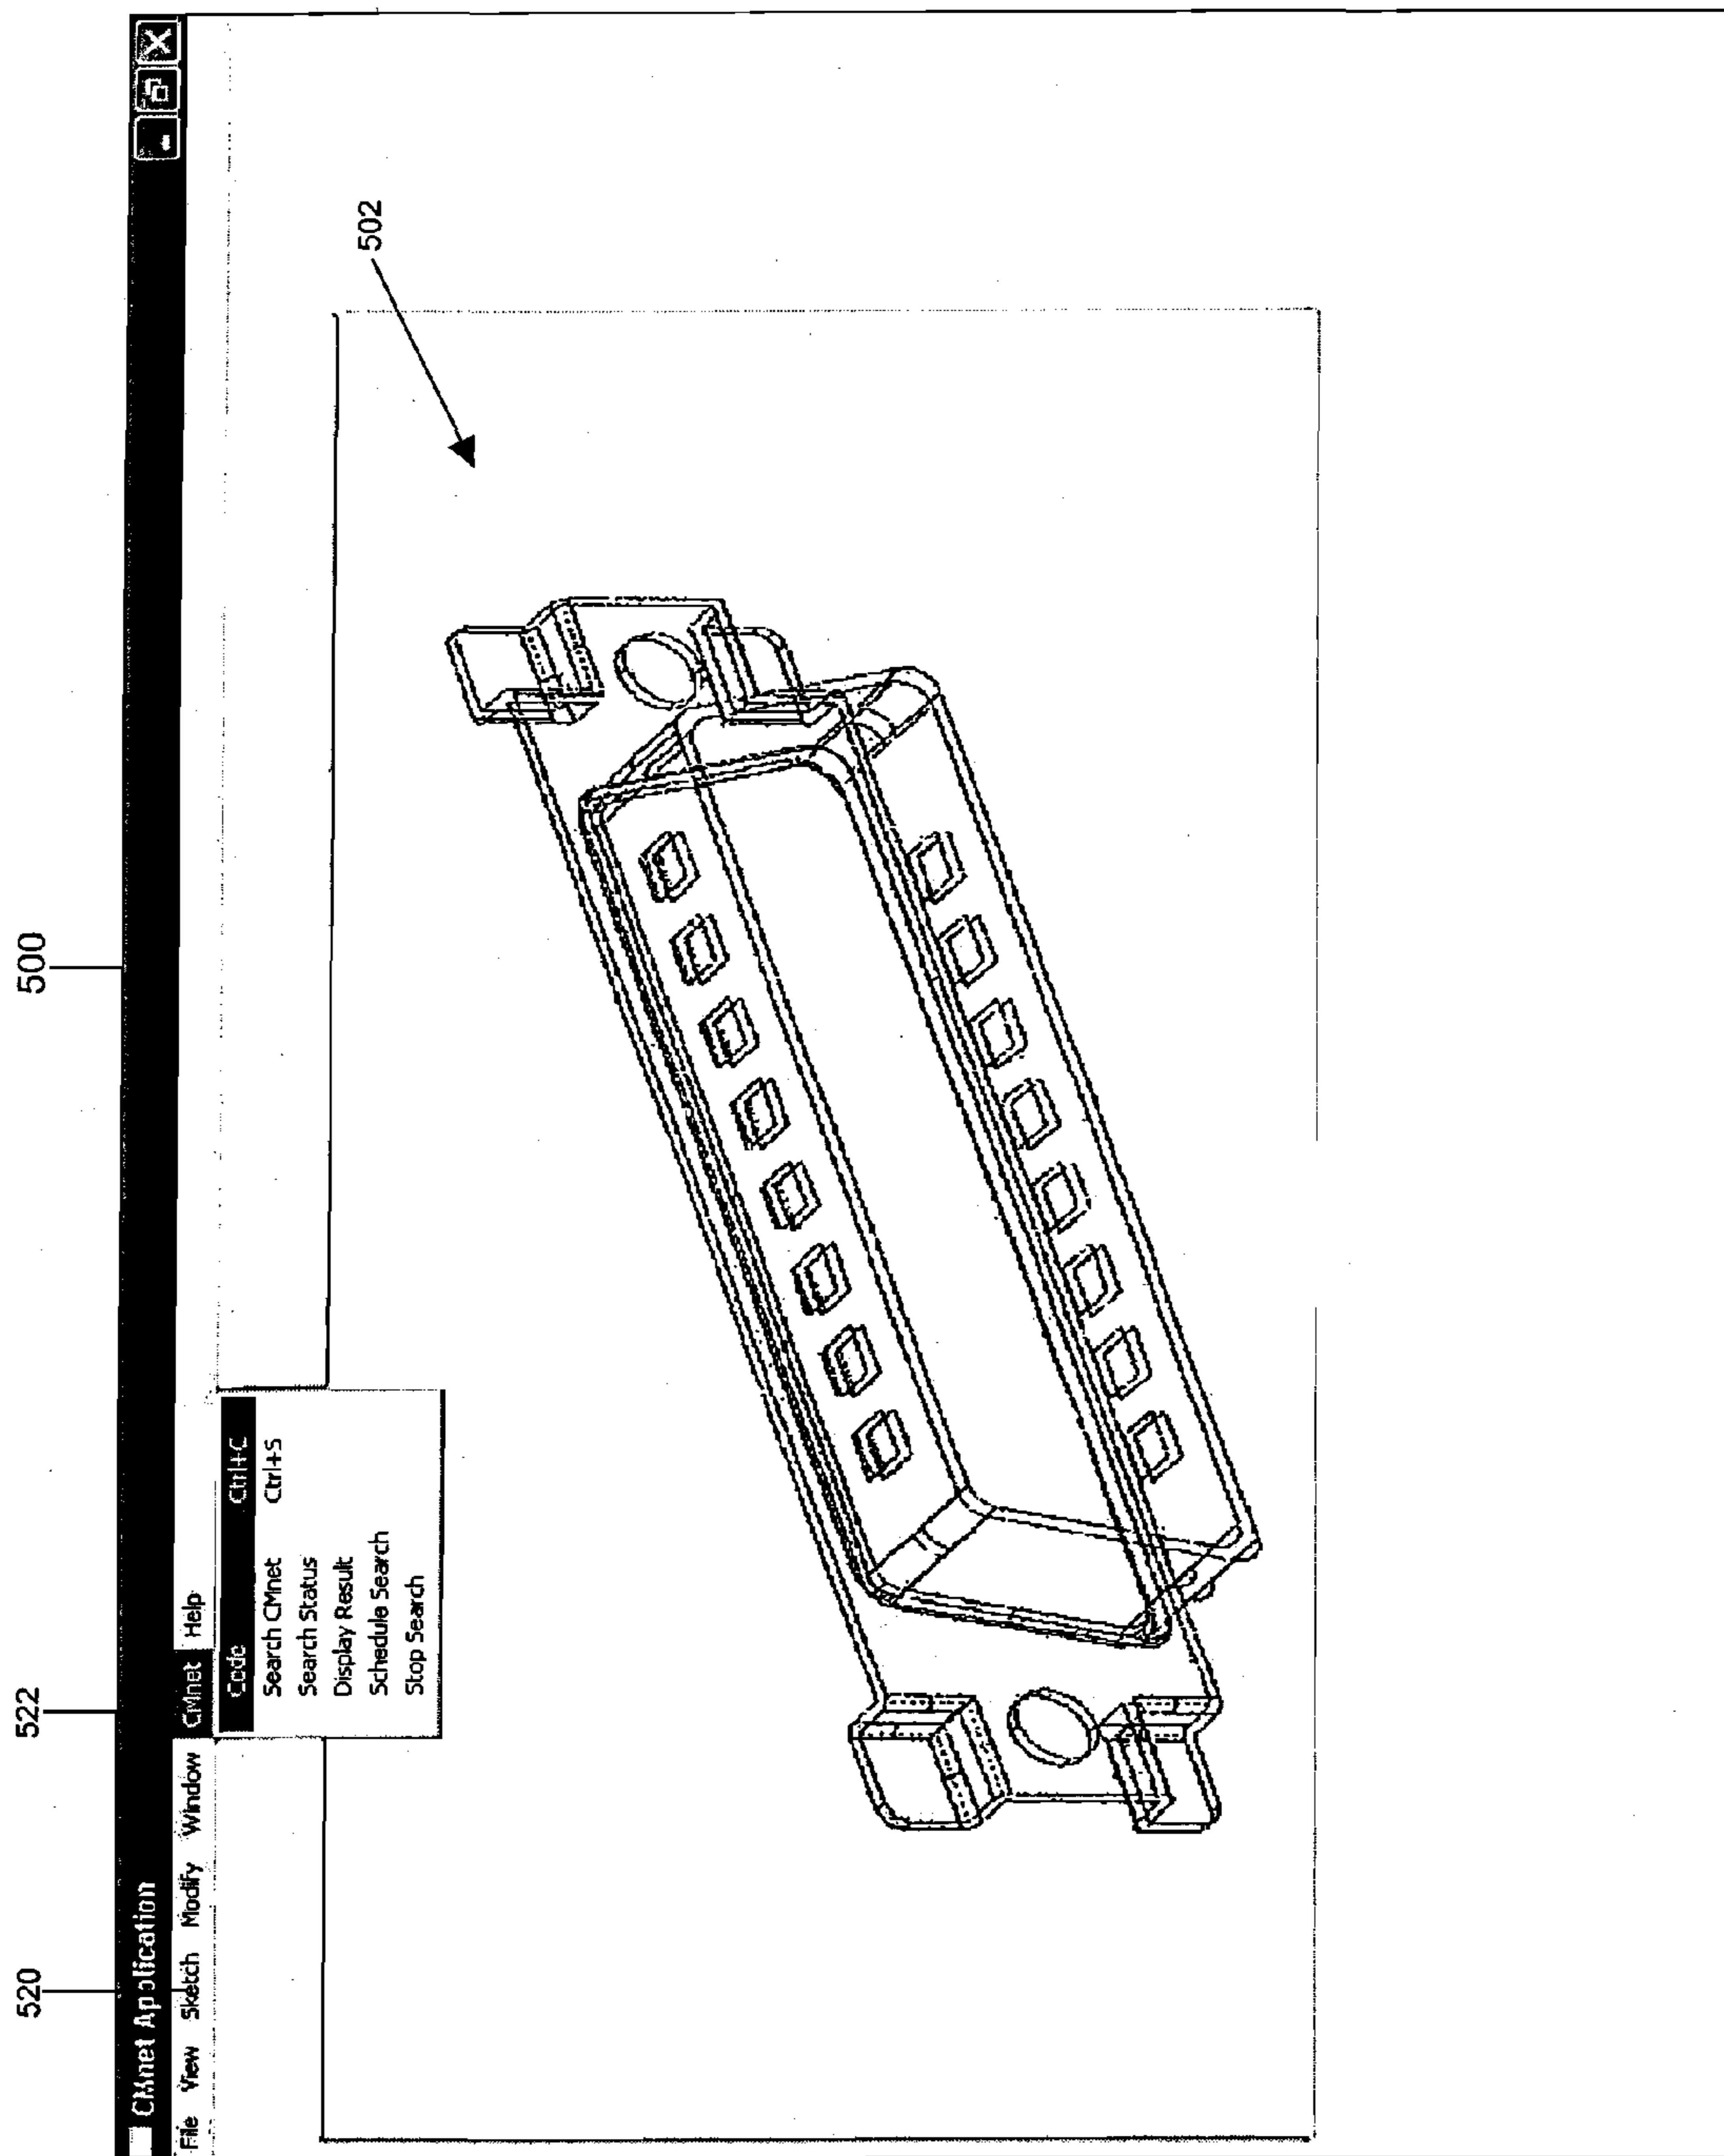 520 522 500
CMnet Application
File View Sketch Modify Window CMnet Help
Code Ctrl+C
Search CMnet Ctrl+S
Search Status
Display Result
Schedule Search
Stop Search
502